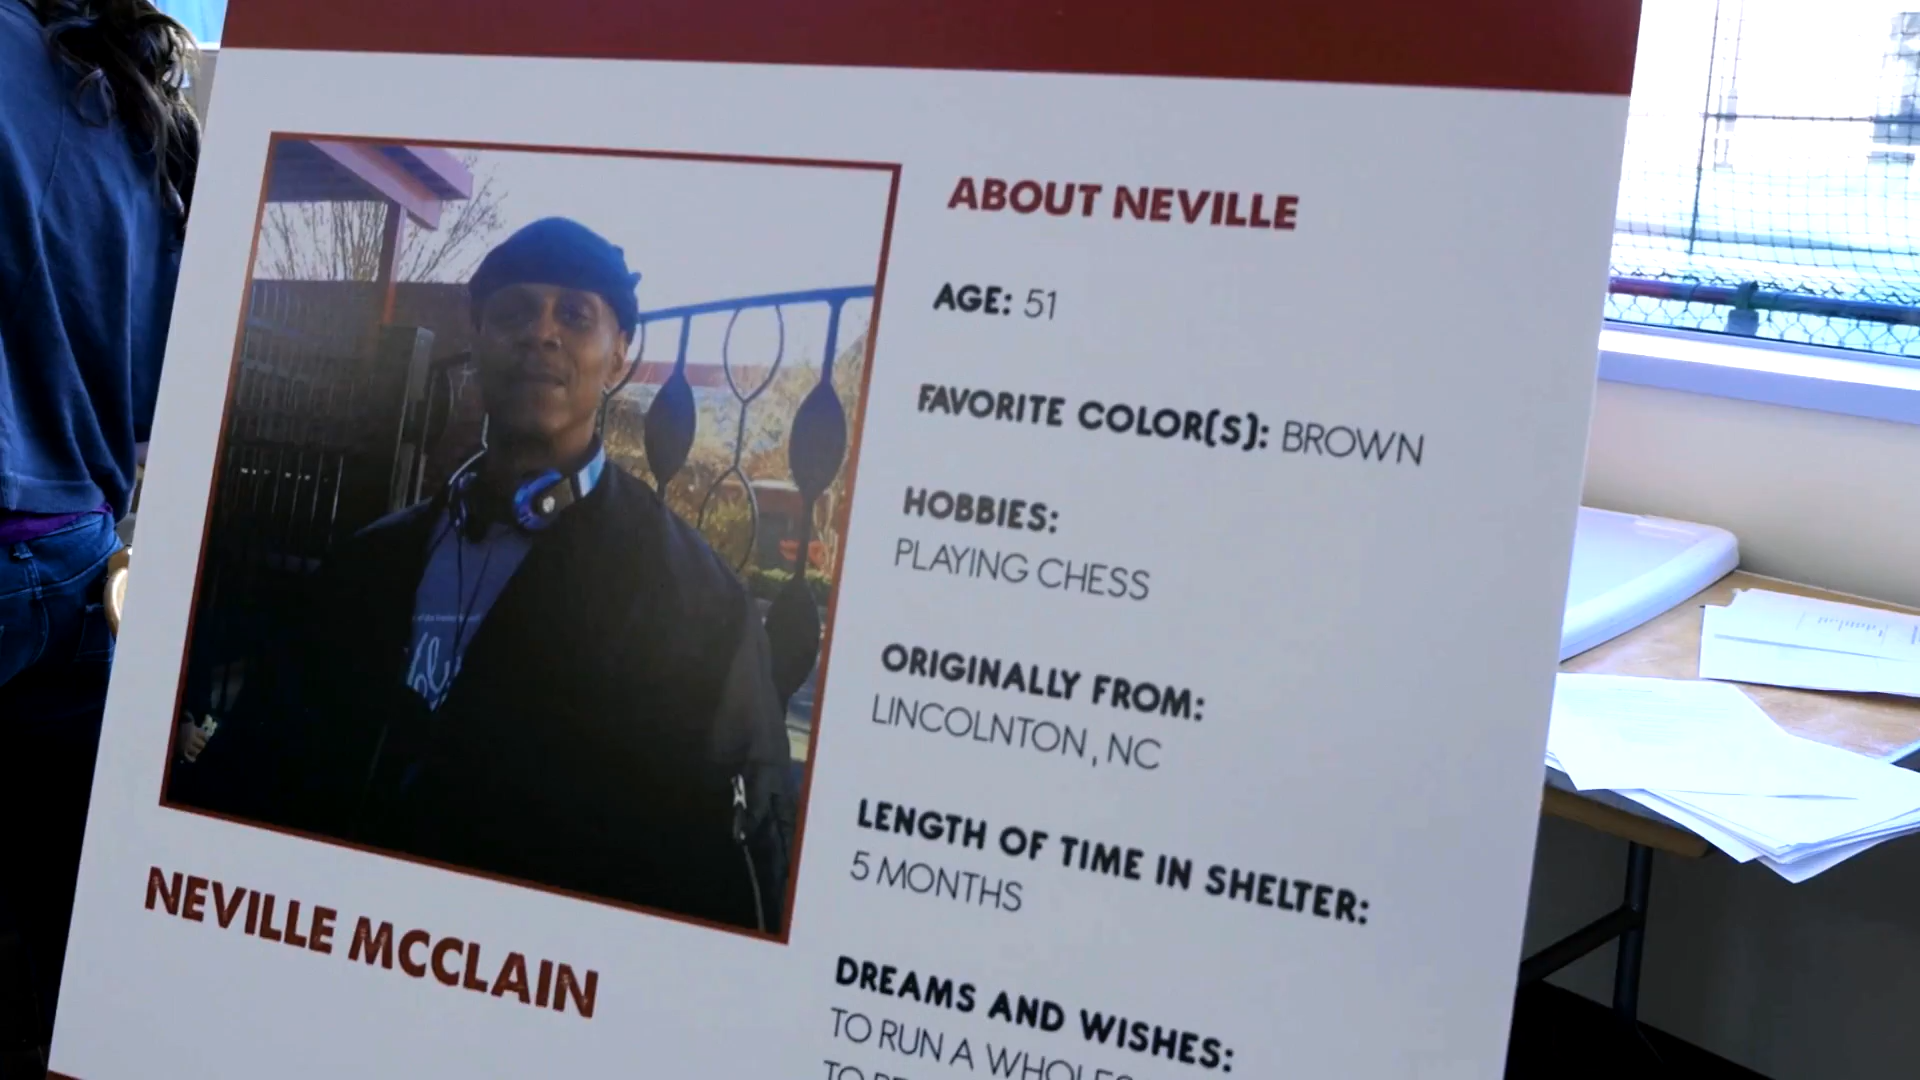 NEVILLE MCCLAIN
ABOUT NEVILLE
AGE: 51
FAVORITE COLOR(S): BROWN
HOBBIES:
PLAYING CHESS
ORIGINALLY FROM:
LINCOLNTON, NC
LENGTH OF TIME IN SHELTER:
5 MONTHS
DREAMS AND WISHES:
TO RUN A